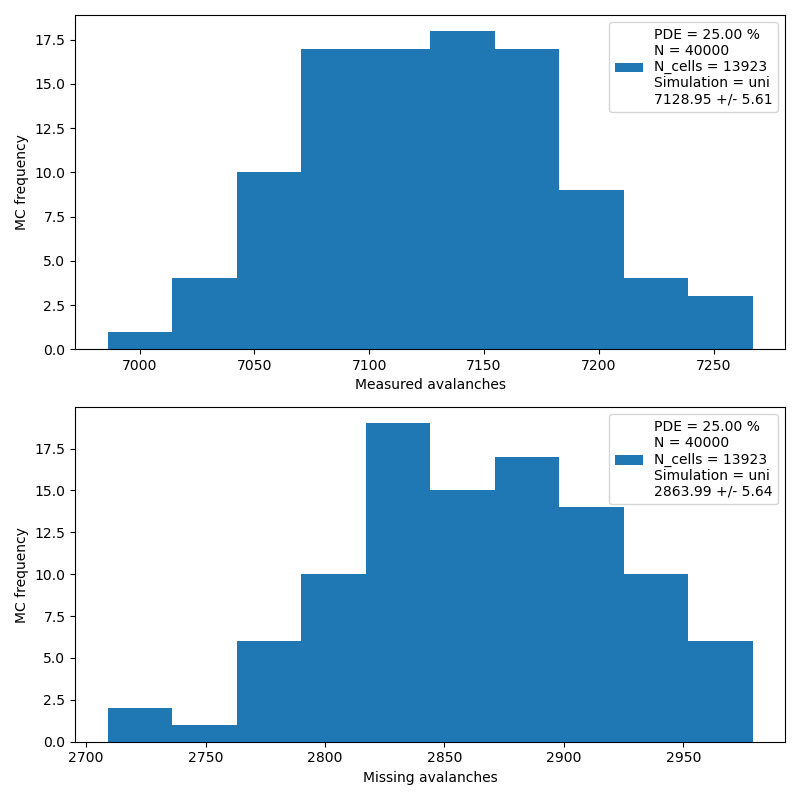 17.5
15.0
12.5
10.0
7.5
5.0
2.5
0.0
MC frequency
PDE = 25.00 %
N = 40000
N_cells = 13923
Simulation = uni
7128.95 +/- 5.61
7000 7050 7100 7150 7200 7250
Measured avalanches
17.5
15.0
12.5
10.0
7.5
5.0
2.5
0.0
MC frequency
PDE = 25.00 %
N = 40000
N_cells = 13923
Simulation = uni
2863.99 +/- 5.64
2700 2750 2800 2850 2900 2950
Missing avalanches